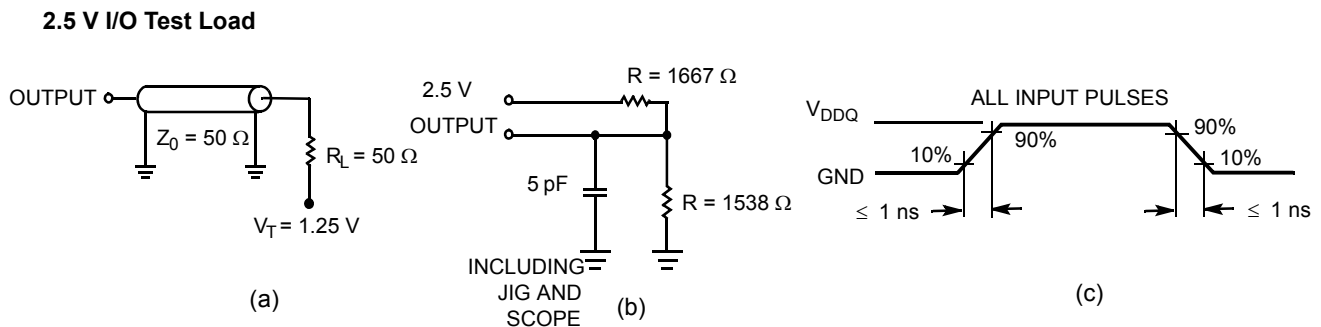 2.5 V I/O Test Load
OUTPUT
Z0 = 50 Ω
RL = 50 Ω
VT = 1.25 V
(a)
R = 1667 Ω
2.5 V
OUTPUT
5 pF
R = 1538 Ω
INCLUDING
JIG AND
SCOPE
(b)
ALL INPUT PULSES
VDDQ
90%
90%
10%
10%
GND
≤ 1 ns
≤ 1 ns
(c)